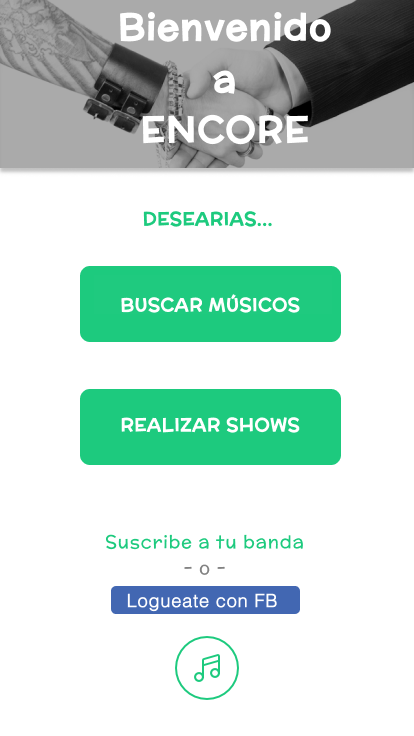 Bienvenido
a
ENCORE
DESEARIAS...
BUSCAR MÚSICOS
REALIZAR SHOWS
Suscribe a tu banda
- o -
Logueate con FB